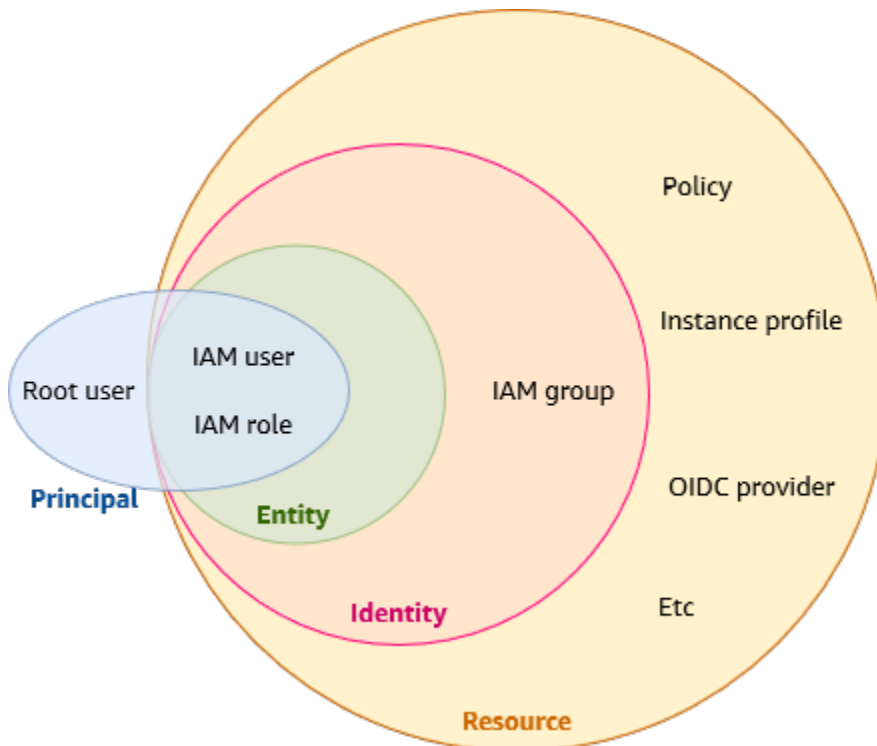 Policy
Instance profile
IAM user
Root user
IAM group
IAM role
OIDC provider
Principal
Entity
Etc
Identity
Resource